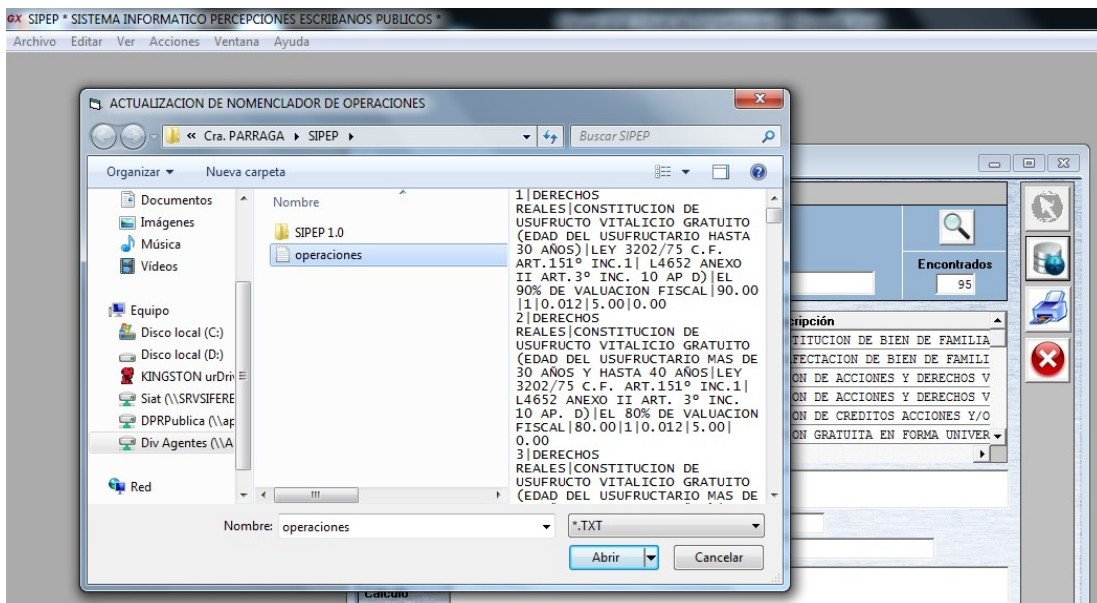 GX SIPEP * SISTEMA INFORMATICO PERCEPCIONES ESCRIBANOS PUBLICOS *
Archivo Editar Ver Acciones Ventana Ayuda
ACTUALIZACION DE NOMENCLADOR DE OPERACIONES
« Cra. PARRAGA ▸ SIPEP ▸
Buscar SIPEP
Organizar
Nueva carpeta
Documentos
Imágenes
Música
Vídeos
Equipo
Disco local (C:)
Disco local (D:)
KINGSTON urDriv
Siat (\\SRVSIFERE
DPRPublica (\\ap
Div Agentes (\\A
Red
Nombre
SIPEP 1.0
operaciones
1|DERECHOS
REALES|CONSTITUCION DE
USUFRUCTO VITALICIO GRATUITO
(EDAD DEL USUFRUCTARIO HASTA
30 AÑOS)|LEY 3202/75 C.F.
ART.151º INC.1| L4652 ANEXO
II ART.3º INC. 10 AP D)|EL
90% DE VALUACION FISCAL|90.00
|1|0.012|5.00|0.00
2|DERECHOS
REALES|CONSTITUCION DE
USUFRUCTO VITALICIO GRATUITO
(EDAD DEL USUFRUCTARIO MAS DE
30 AÑOS Y HASTA 40 AÑOS|LEY
3202/75 C.F. ART.151º INC.1|
L4652 ANEXO II ART. 3º INC.
10 AP. D)|EL 80% DE VALUACION
FISCAL|80.00|1|0.012|5.00|
0.00
3|DERECHOS
REALES|CONSTITUCION DE
USUFRUCTO VITALICIO GRATUITO
(EDAD DEL USUFRUCTARIO MAS DE
Nombre: operaciones
*.TXT
Abrir
Cancelar
Encontrados
95
cripción
TITUCION DE BIEN DE FAMILIA
FECTACION DE BIEN DE FAMILI
ON DE ACCIONES Y DERECHOS V
ON DE ACCIONES Y DERECHOS V
ON DE CREDITOS ACCIONES Y/O
ON GRATUITA EN FORMA UNIVER
Cálculo